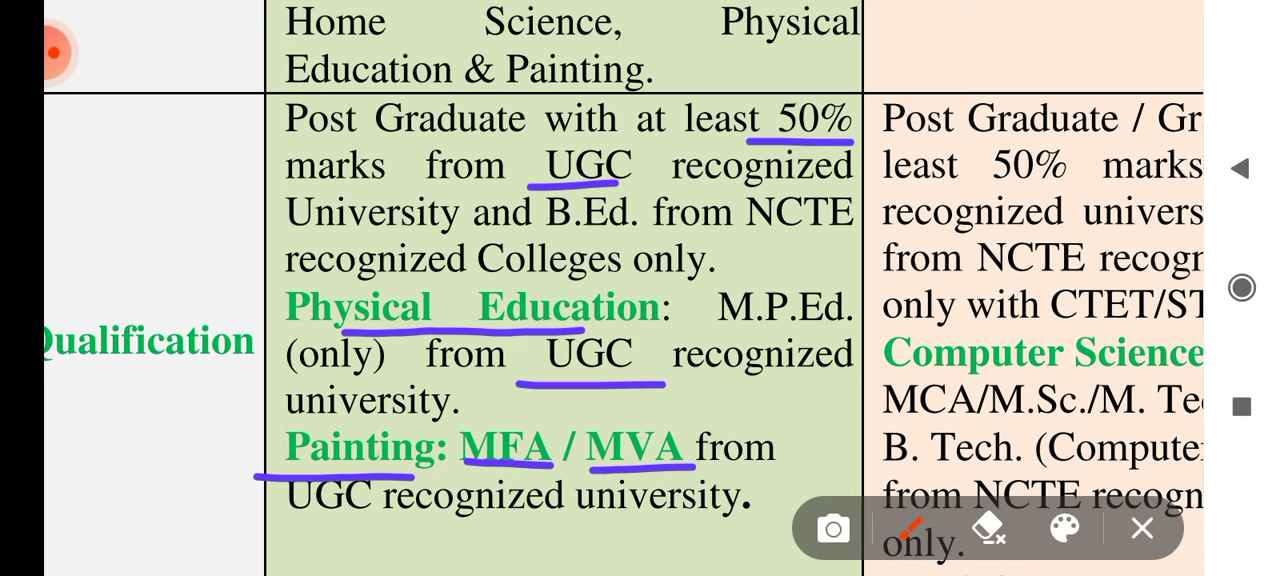 Home Science, Physical
Education & Painting.
Qualification
Post Graduate with at least 50%
marks from UGC recognized
University and B.Ed. from NCTE
recognized Colleges only.
Physical Education: M.P.Ed.
(only) from UGC recognized
university.
Painting: MFA / MVA from
UGC recognized university.
Post Graduate / Gr
least 50% marks
recognized univers
from NCTE recogn
only with CTET/ST
Computer Science
MCA/M.Sc./M. Te
B. Tech. (Compute
from NCTE recogn
only.